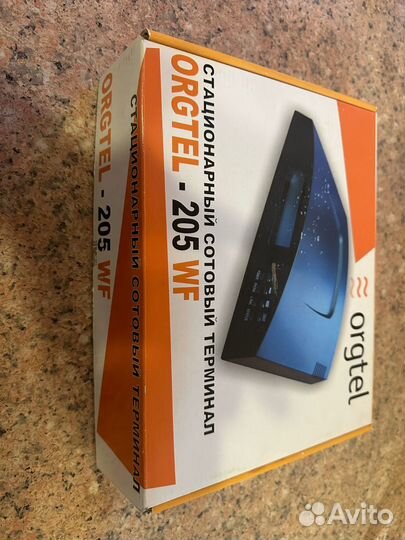 СТАЦИОНАРНЫЙ СОТОВЫЙ ТЕРМИНАЛ
ORGTEL - 205 WF
orgtel
СТАЦИОНАРНЫЙ СОТОВЫЙ ТЕРМИНАЛ
ORGTEL - 205 WF
Avito